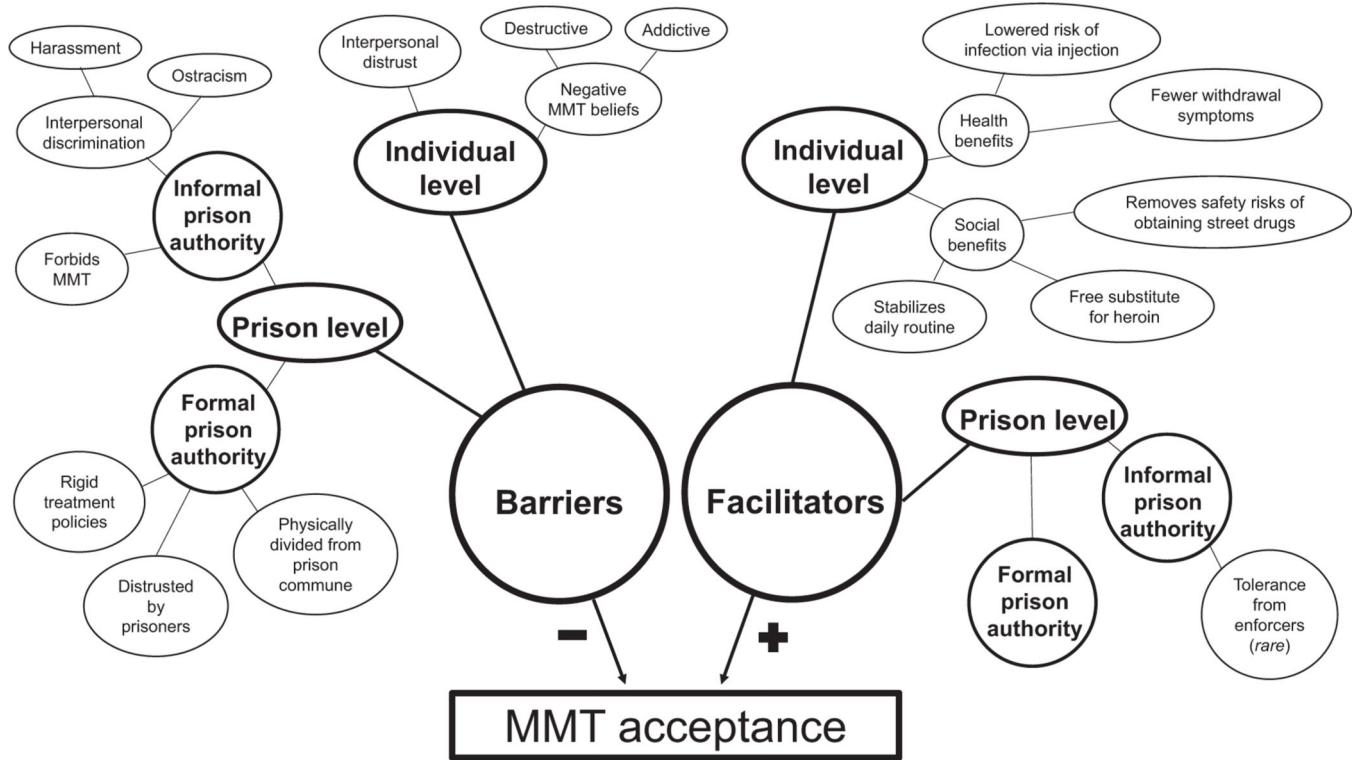 Harassment
Ostracism
Interpersonal
discrimination
Informal
prison
authority
Forbids
MMT
Prison level
Formal
prison
authority
Rigid
treatment
policies
Distrusted
by
prisoners
Physically
divided from
prison
commune
Interpersonal
distrust
Destructive
Addictive
Negative
MMT beliefs
Individual
level
Barriers
Lowered risk of
infection via injection
Fewer withdrawal
symptoms
Health
benefits
Individual
level
Social
benefits
Removes safety risks of
obtaining street drugs
Stabilizes
daily routine
Free substitute
for heroin
Facilitators
Prison level
Informal
prison
authority
Formal
prison
authority
Tolerance
from
enforcers
(rare)
−
+
MMT acceptance